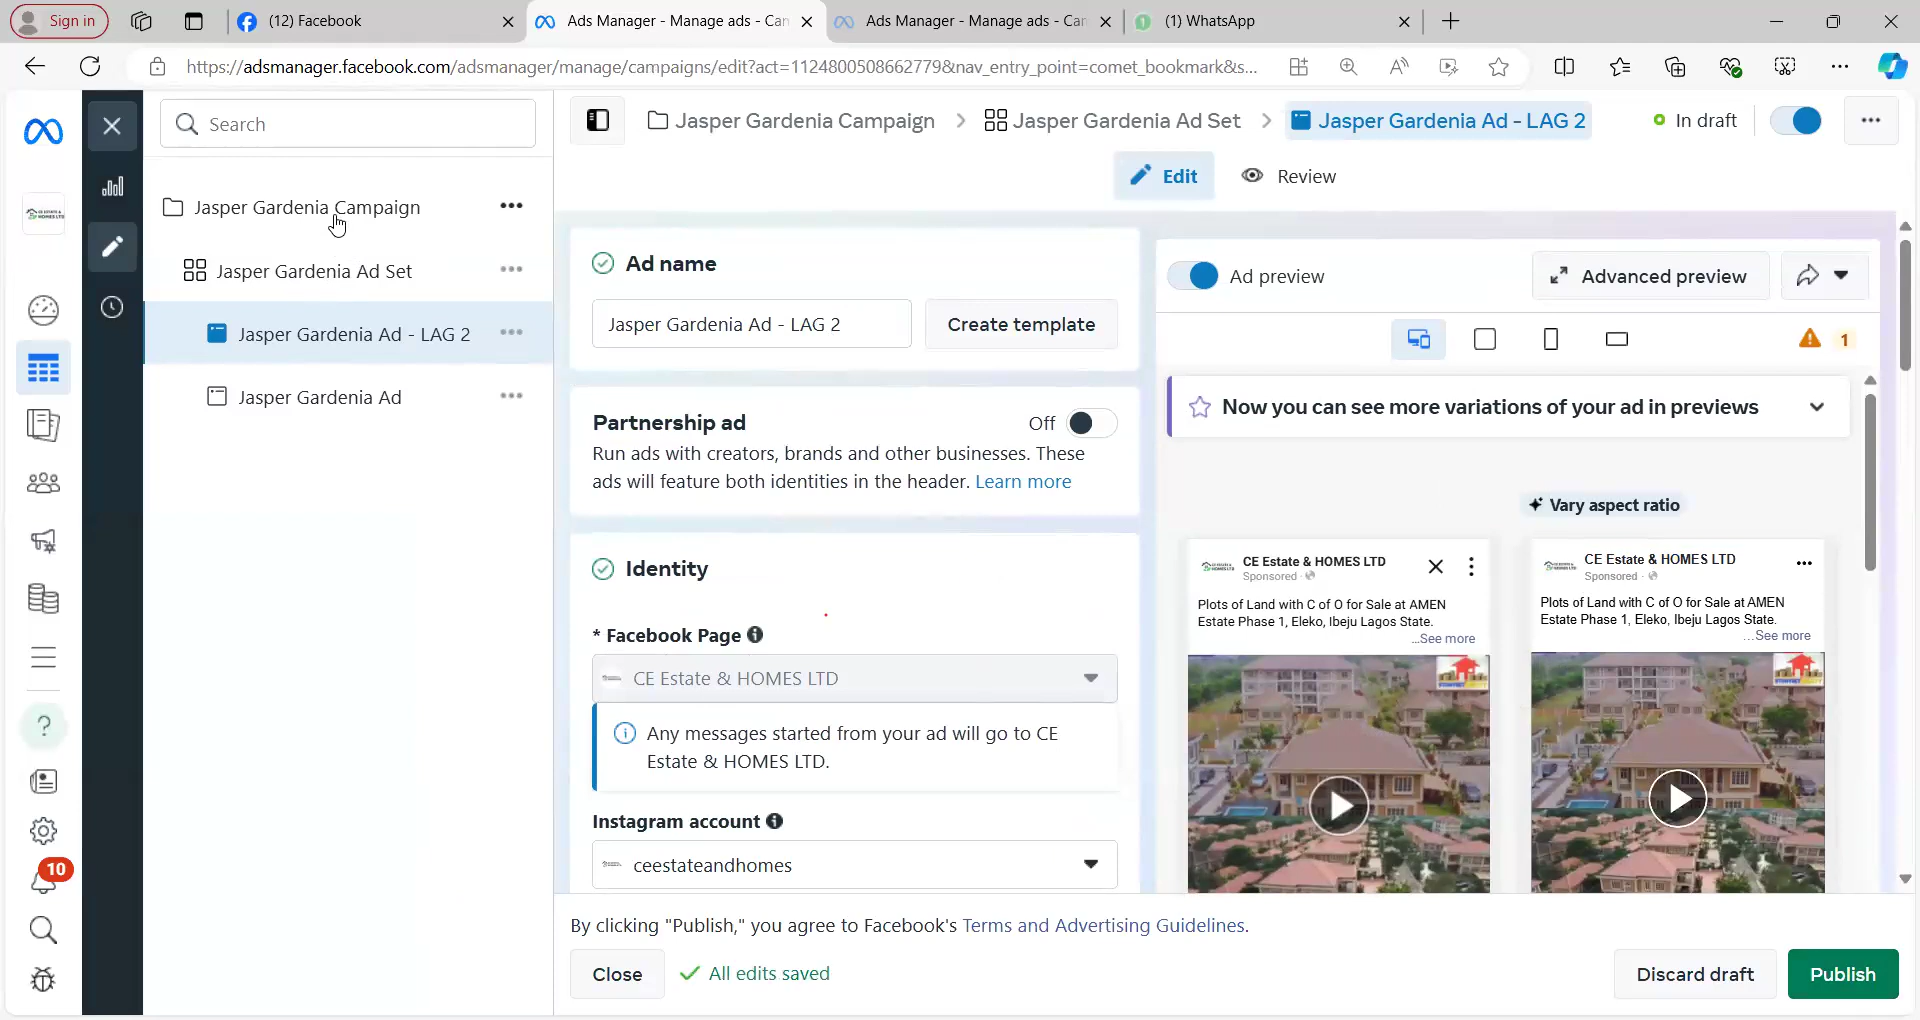 Sign in
(12) Facebook
Ads Manager - Manage ads - Can
Ads Manager - Manage ads - Can
(1) WhatsApp
https://adsmanager.facebook.com/adsmanager/manage/campaigns/edit?act=1124800508662779&nav_entry_point=comet_bookmark&s...
Search
Jasper Gardenia Campaign
Jasper Gardenia Ad Set
Jasper Gardenia Ad - LAG 2
In draft
Edit
Review
Jasper Gardenia Campaign
Jasper Gardenia Ad Set
Jasper Gardenia Ad - LAG 2
Jasper Gardenia Ad
Ad name
Jasper Gardenia Ad - LAG 2
Create template
Partnership ad
Off
Run ads with creators, brands and other businesses. These
ads will feature both identities in the header. Learn more
Identity
* Facebook Page
CE Estate & HOMES LTD
Any messages started from your ad will go to CE
Estate & HOMES LTD.
Instagram account
ceestateandhomes
Ad preview
Advanced preview
1
Now you can see more variations of your ad in previews
Vary aspect ratio
CE Estate & HOMES LTD
Sponsored ·
Plots of Land with C of O for Sale at AMEN
Estate Phase 1, Eleko, Ibeju Lagos State.
...See more
CE Estate & HOMES LTD
Sponsored ·
Plots of Land with C of O for Sale at AMEN
Estate Phase 1, Eleko, Ibeju Lagos State.
...See more
10
By clicking "Publish," you agree to Facebook's Terms and Advertising Guidelines.
Close
All edits saved
Discard draft
Publish